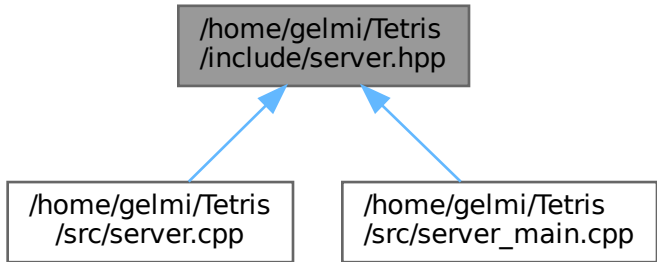 /home/gelmi/Tetris
/include/server.hpp
/home/gelmi/Tetris
/src/server.cpp
/home/gelmi/Tetris
/src/server_main.cpp